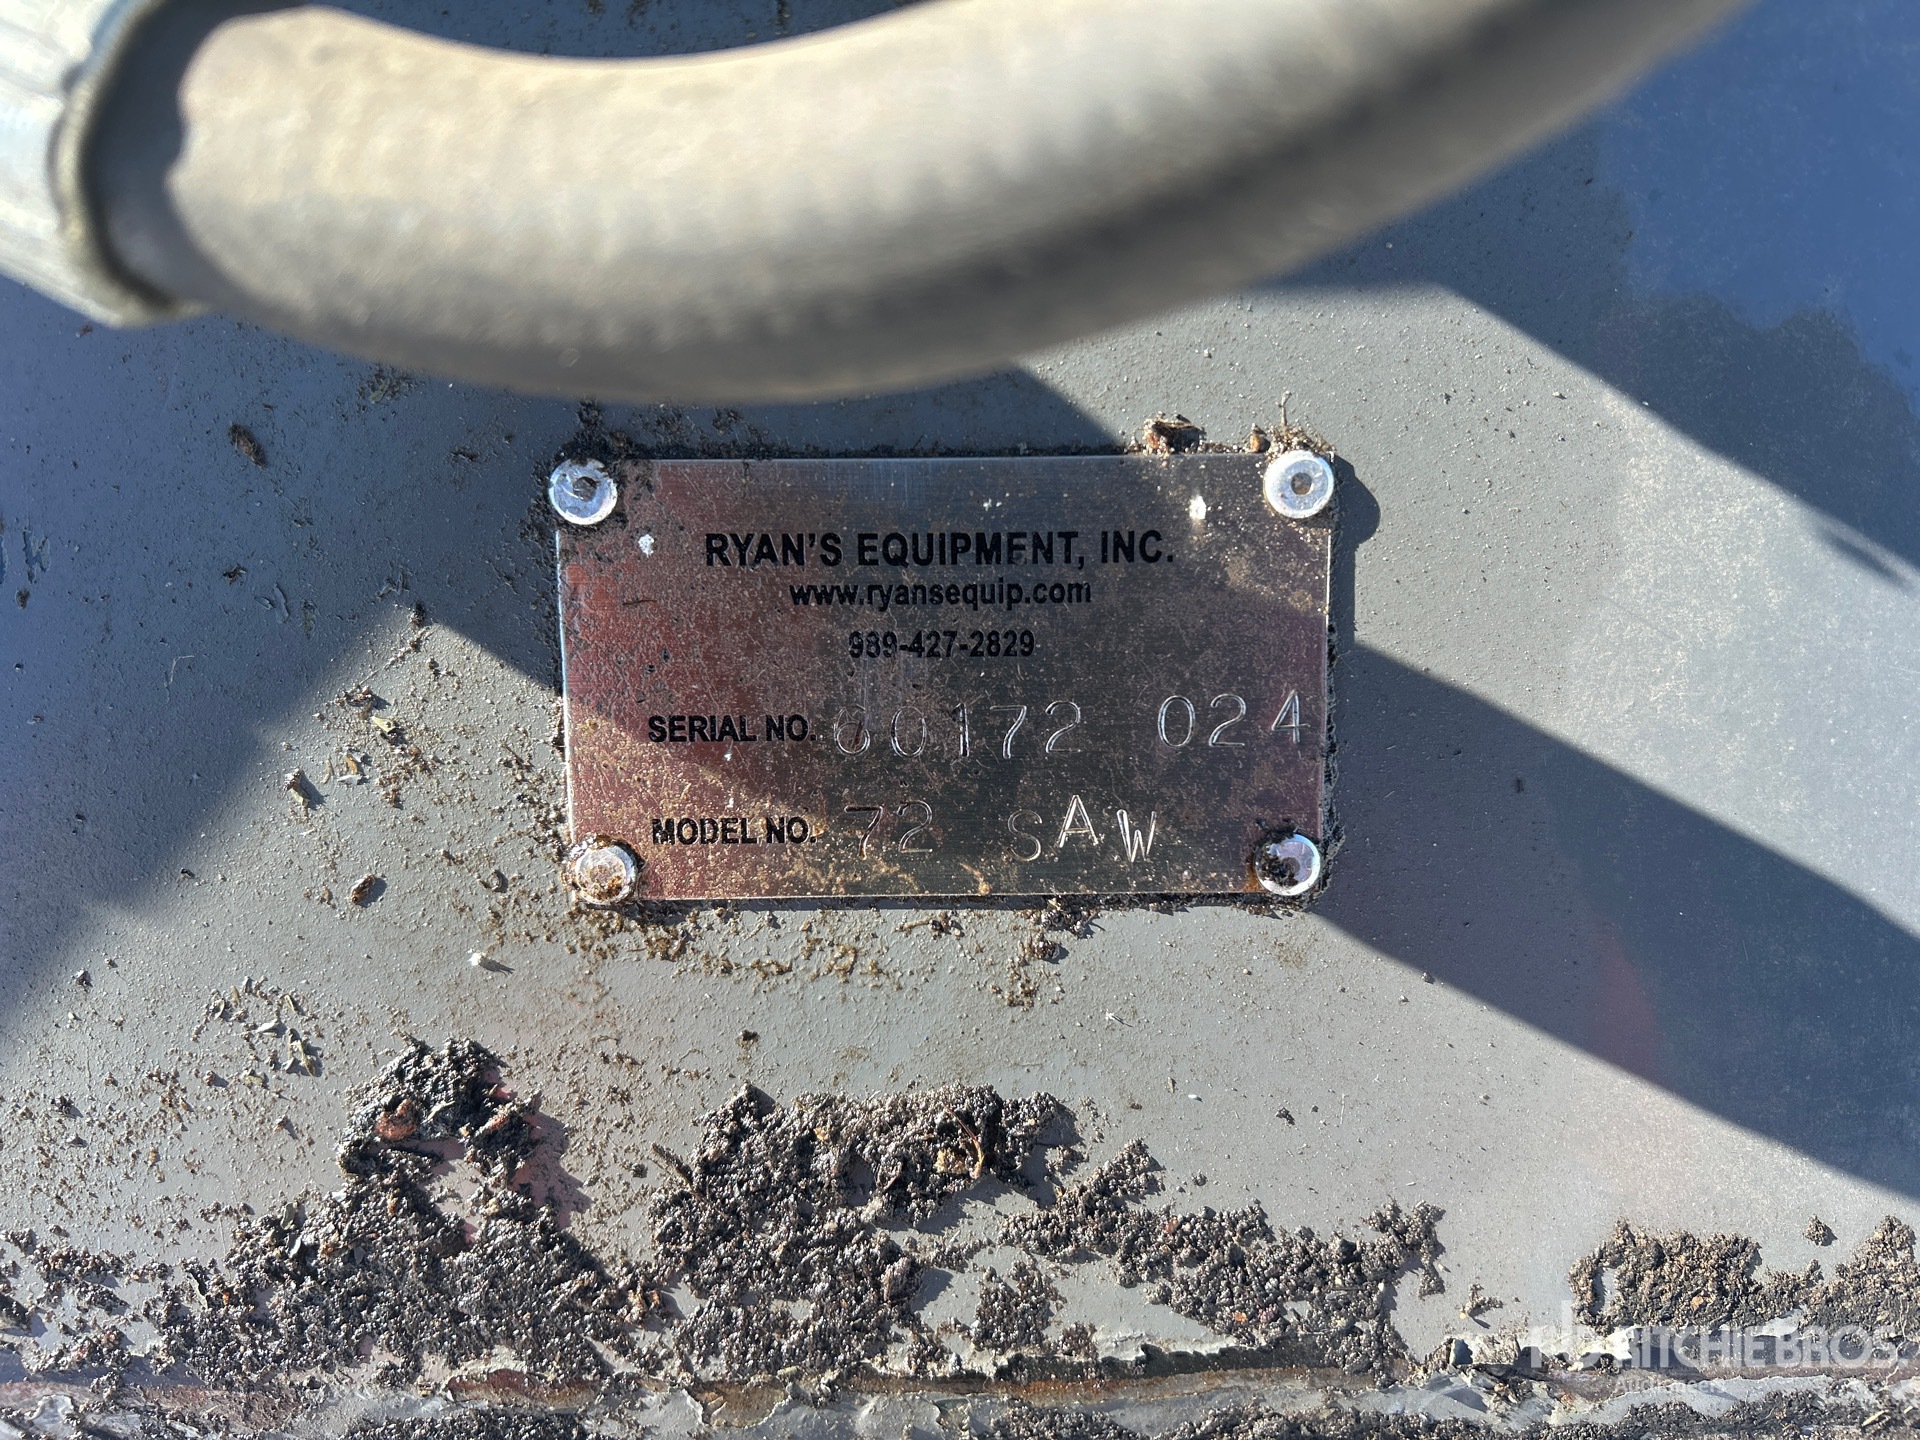 RYAN'S EQUIPMENT, INC.
www.ryansequip.com
989-427-2829
SERIAL NO. 60172 024
MODEL NO. 72 SAW
RITCHIE BROS.
Auctioneers